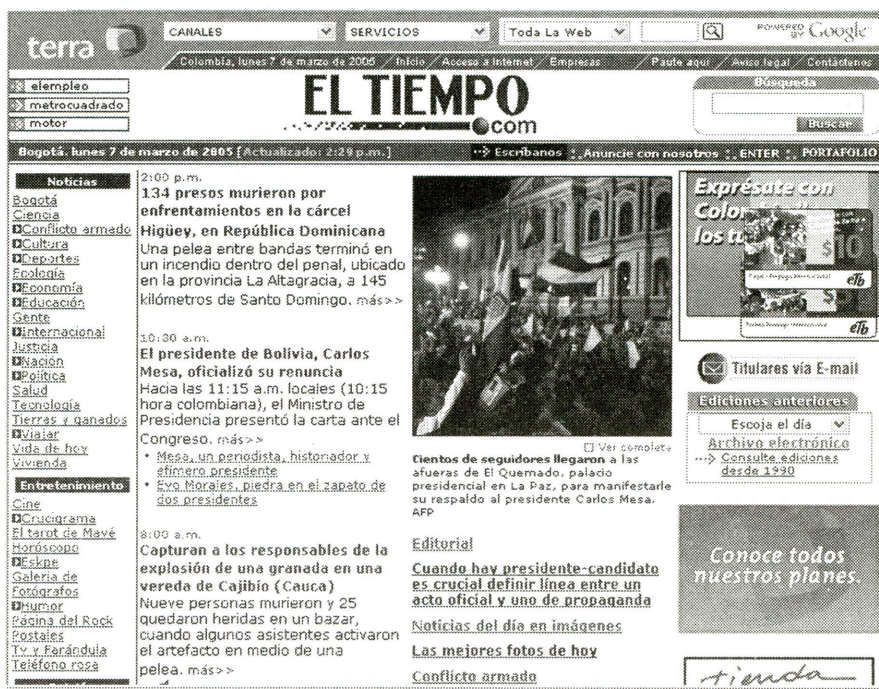 terra
CANALES
SERVICIOS
Toda La Web
POWERED BY Google
Colombia, lunes 7 de marzo de 2005 / Inicio / Acceso a Internet / Empresas / Paute aquí / Aviso legal / Contáctenos
elempleo
metrocuadrado
motor
EL TIEMPO
.com
Búsqueda
Buscar
Bogotá, lunes 7 de marzo de 2005 [Actualizado: 2:29 p.m.]
Escríbanos :. Anuncie con nosotros :. ENTER :. PORTAFOLIO
Noticias
Bogotá
Ciencia
Conflicto armado
Cultura
Deportes
Ecología
Economía
Educación
Gente
Internacional
Justicia
Nación
Política
Salud
Tecnología
Tierras y ganados
Viajar
Vida de hoy
Vivienda
Entretenimiento
Cine
Crucigrama
El tarot de Mavé
Horóscopo
Eskpe
Galería de
Fotógrafos
Humor
Página del Rock
Postales
Tv y Farándula
Teléfono rosa
2:00 p.m.
134 presos murieron por
enfrentamientos en la cárcel
Higüey, en República Dominicana
Una pelea entre bandas terminó en
un incendio dentro del penal, ubicado
en la provincia La Altagracia, a 145
kilómetros de Santo Domingo. más>>
10:30 a.m.
El presidente de Bolivia, Carlos
Mesa, oficializó su renuncia
Hacia las 11:15 a.m. locales (10:15
hora colombiana), el Ministro de
Presidencia presentó la carta ante el
Congreso. más>>
• Mesa, un periodista, historiador y
efímero presidente
• Evo Morales, piedra en el zapato de
dos presidentes
8:00 a.m.
Capturan a los responsables de la
explosión de una granada en una
vereda de Cajibío (Cauca)
Nueve personas murieron y 25
quedaron heridas en un bazar,
cuando algunos asistentes activaron
el artefacto en medio de una
pelea. más>>
Ver completa
Cientos de seguidores llegaron a las
afueras de El Quemado, palacio
presidencial en La Paz, para manifestarle
su respaldo al presidente Carlos Mesa.
AFP
Editorial
Cuando hay presidente-candidato
es crucial definir línea entre un
acto oficial y uno de propaganda
Noticias del día en imágenes
Las mejores fotos de hoy
Conflicto armado
Exprésate con
los tu
$10
$5
etb
etb
Titulares vía E-mail
Ediciones anteriores
Escoja el día
Archivo electrónico
Consulte ediciones
desde 1990
Conoce todos
nuestros planes.
tienda